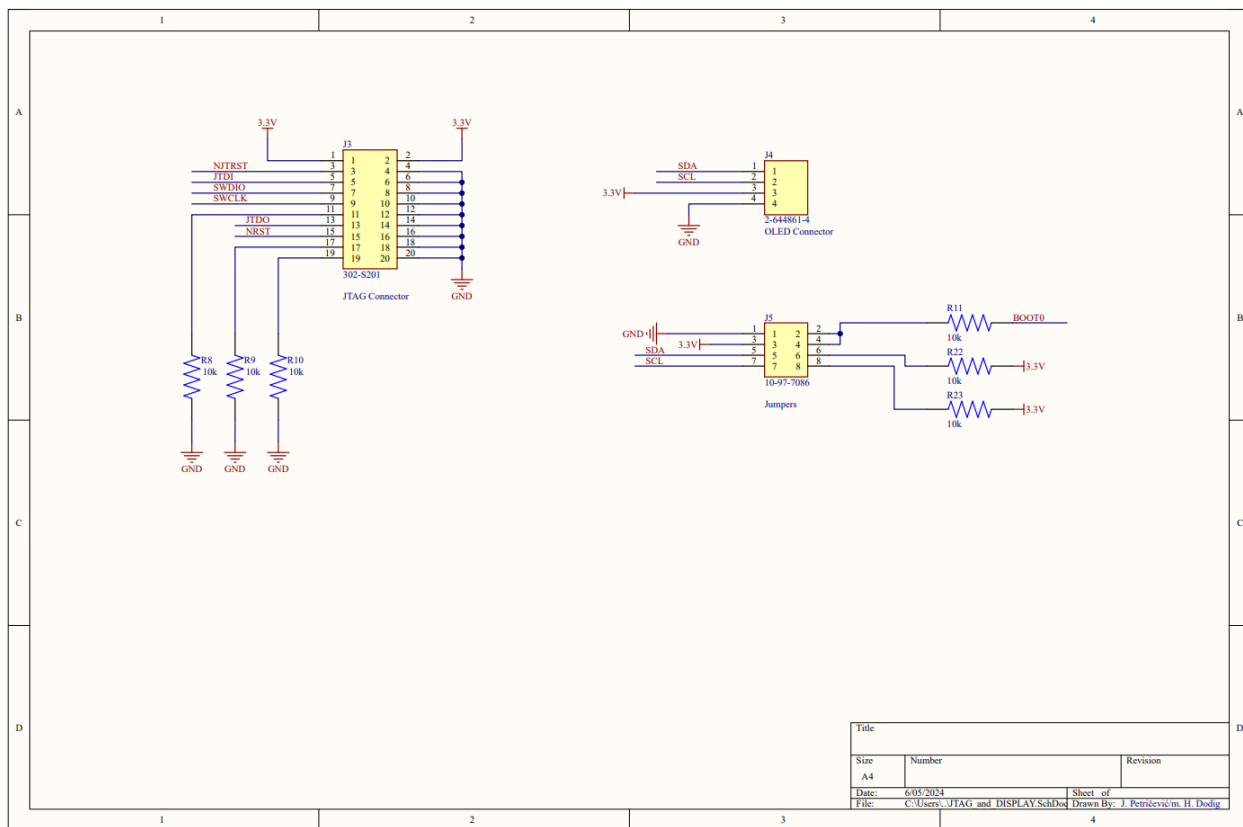 1 2 3 4
A A
3.3V 3.3V
J3
1 1 2 2
NJTRST 3 3 4 4
JTDI 5 5 6 6
SWDIO 7 7 8 8
SWCLK 9 9 10 10
11 11 12 12
JTDO 13 13 14 14
NRST 15 15 16 16
17 17 18 18
19 19 20 20
302-S201
JTAG Connector
GND
J4
SDA 1 1
SCL 2 2
3.3V 3 3
4 4
2-644861-4
OLED Connector
GND
B B
J5
GND 1 1 2 2
3.3V 3 3 4 4
SDA 5 5 6 6
SCL 7 7 8 8
10-97-7086
Jumpers
R11
BOOT0
10k
R22
3.3V
10k
R23
3.3V
10k
R8 R9 R10
10k 10k 10k
GND GND GND
C C
D D
Title
Size Number Revision
A4
Date: 6/05/2024 Sheet of
File: C:\Users\..\JTAG_and_DISPLAY.SchDoc Drawn By: J. Petričević/m. H. Dodig
1 2 3 4